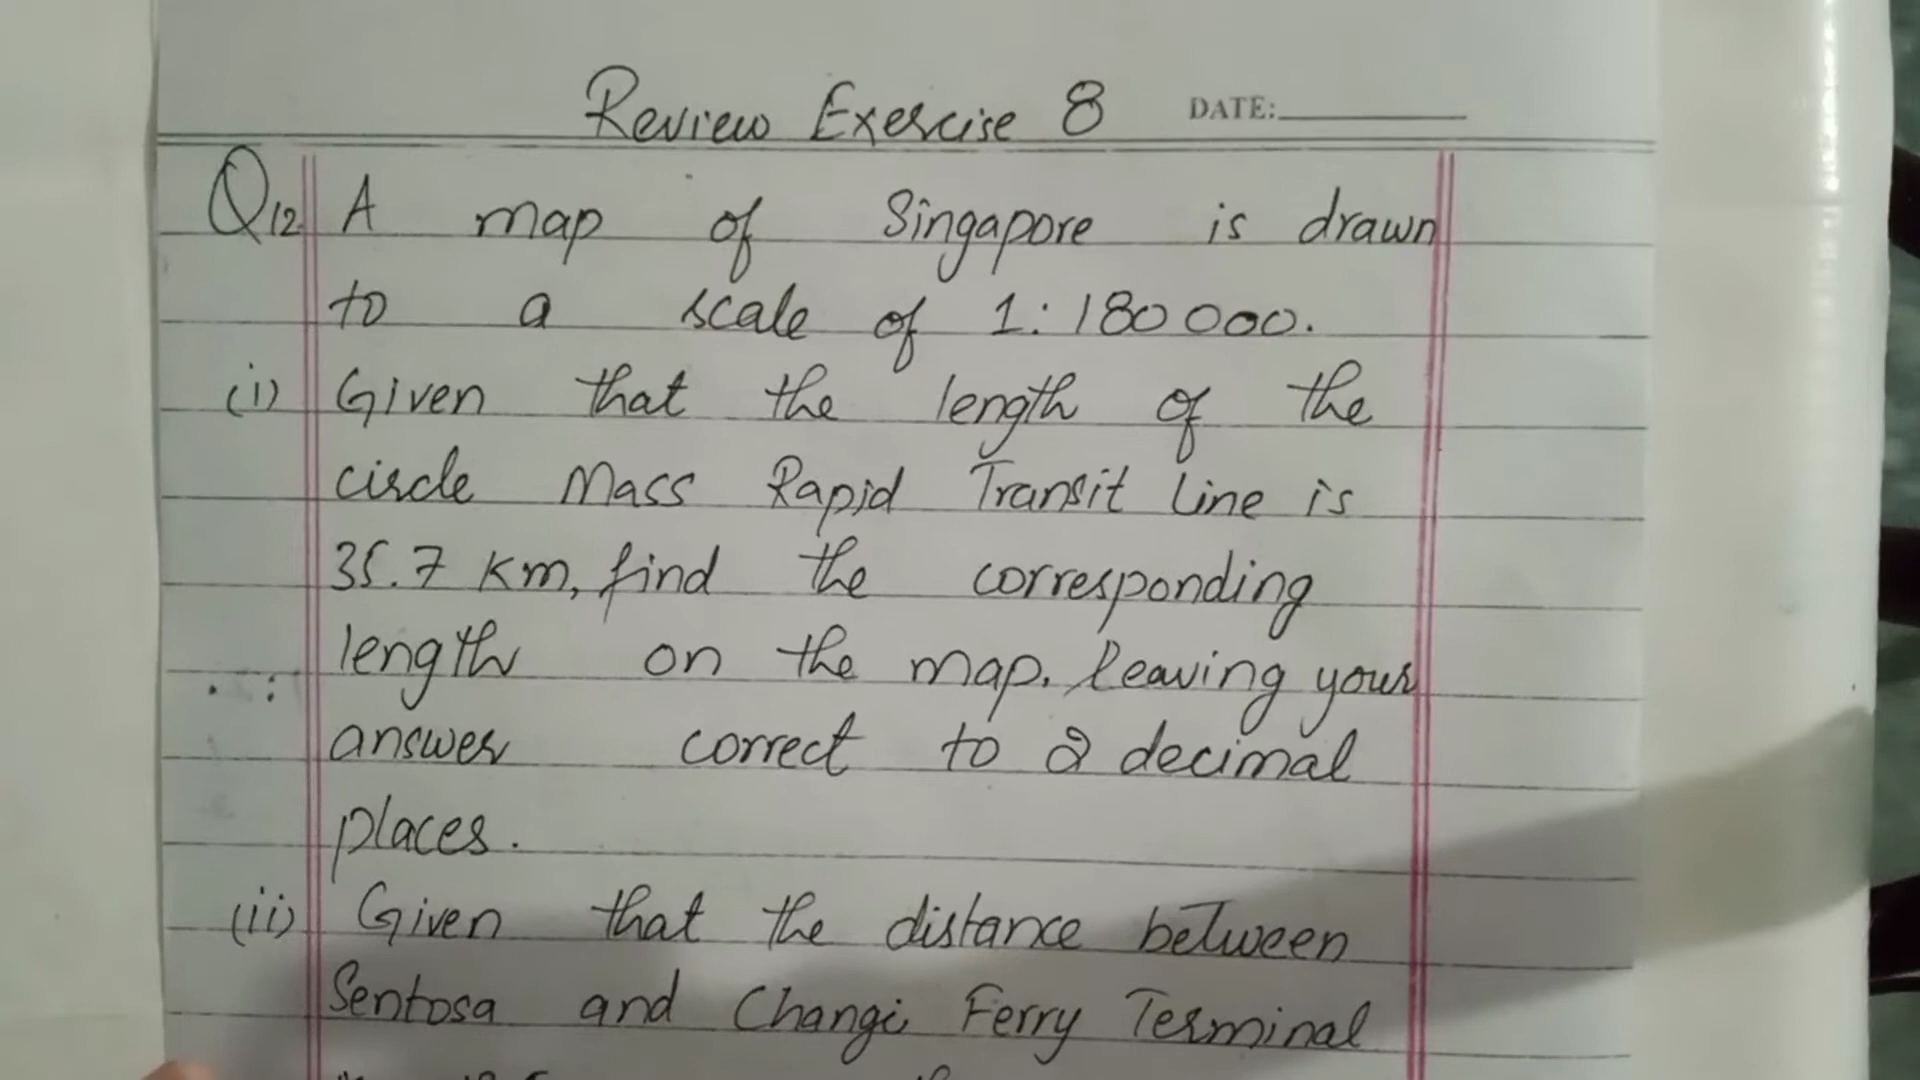 Review Exercise 8 DATE:
Q12 A map of Singapore is drawn
to a scale of 1:180 000.
(i) Given that the length of the
circle Mass Rapid Transit Line is
35.7 km, find the corresponding
length on the map. leaving your
answer correct to 2 decimal
places.
(ii) Given that the distance between
Sentosa and Changi Ferry Terminal